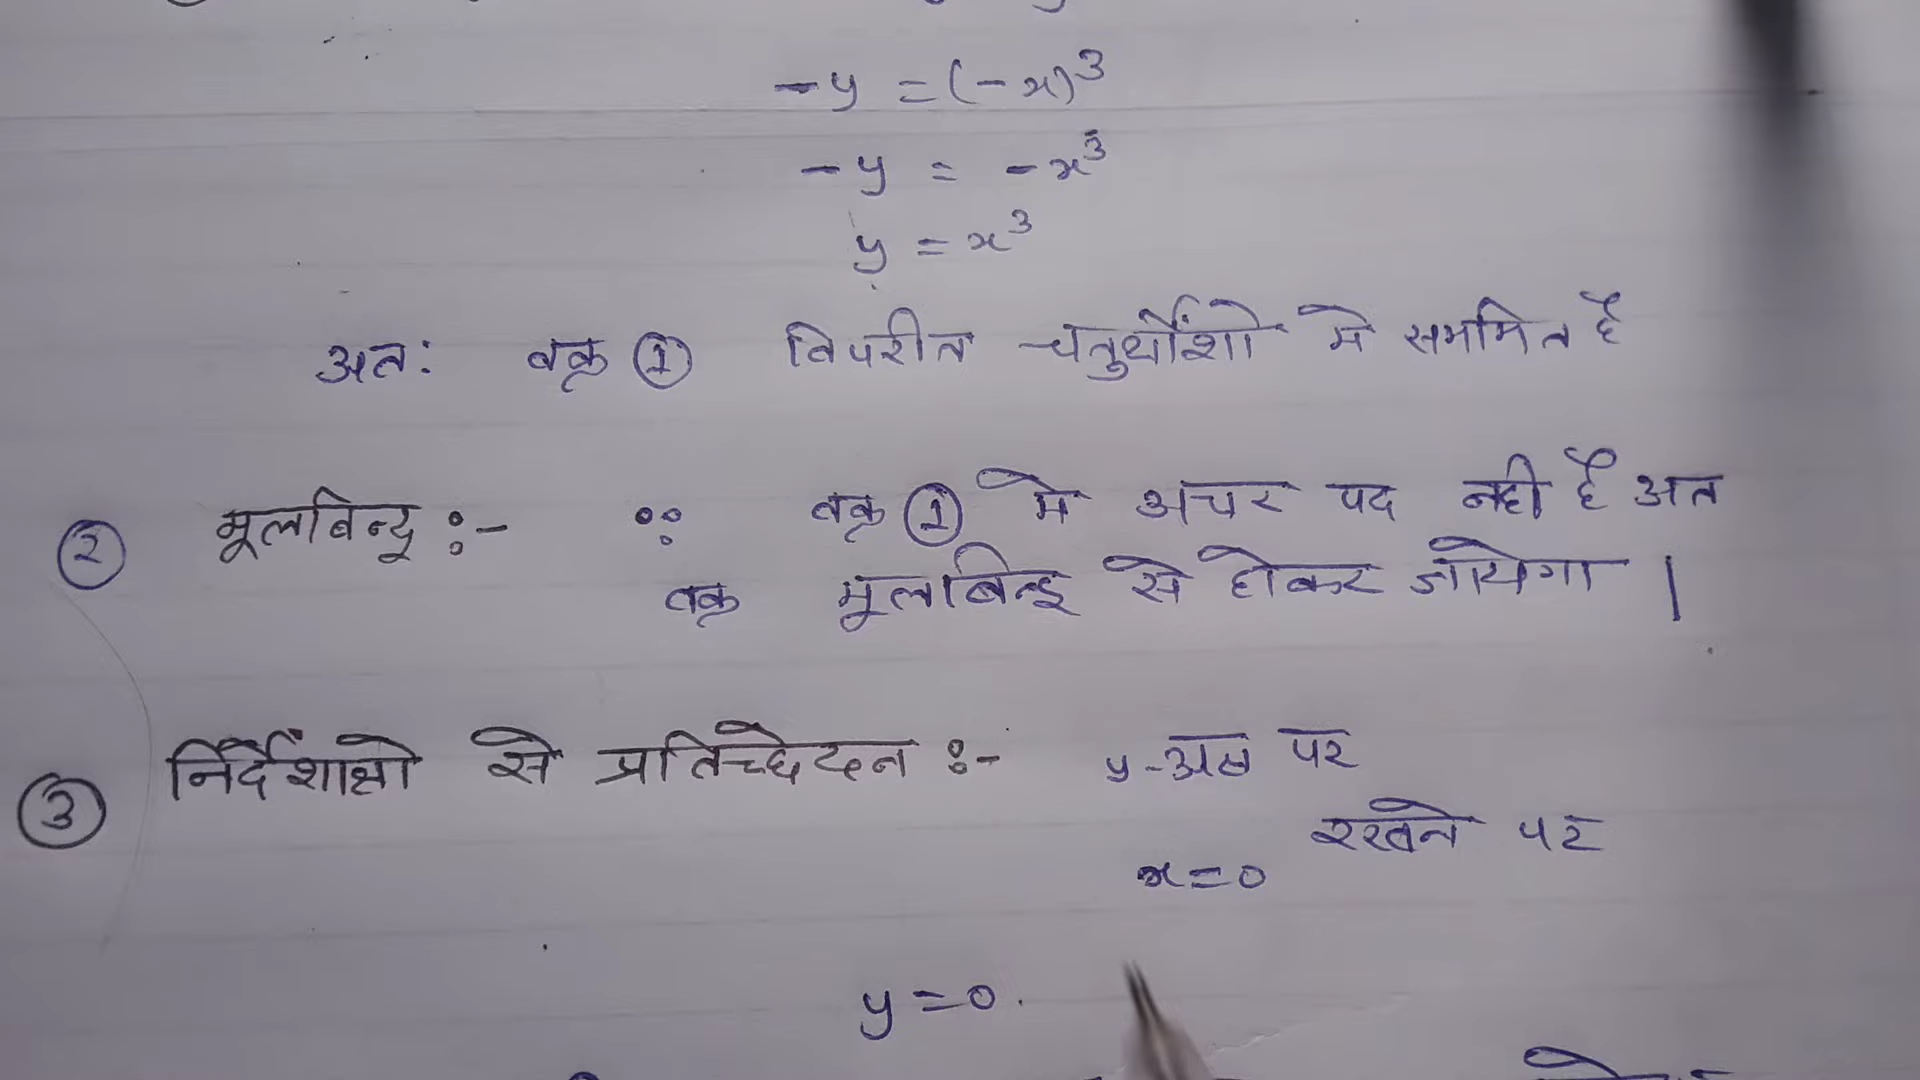 -y = (-x)³
-y = -x³
y = x³
अतः वक्र ① विपरीत चतुर्थांशो मे सममित है
② मूलबिन्दू :- ∵ वक्र ① मे अचर पद नही है अत
वक्र मूलबिन्दु से होकर जायेगा |
③ निर्देशाक्षो से प्रतिच्छेदन :- y-अक्ष पर
x=0 रखने पर
y=0.